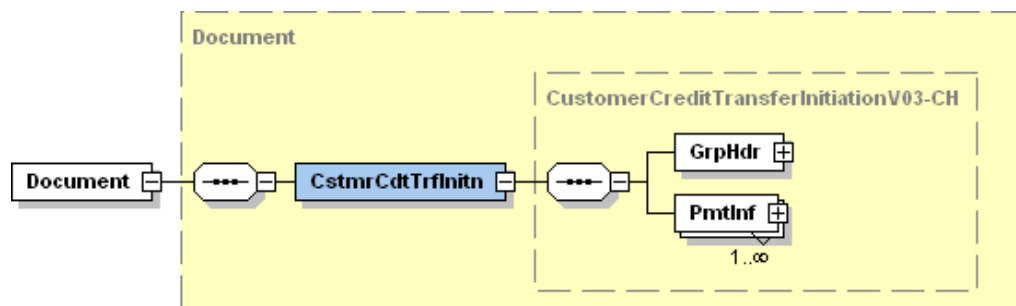 Document
CustomerCreditTransferInitiationV03-CH
GrpHdr
Document
CstmrCdtTrfInitn
PmtInf
1..∞